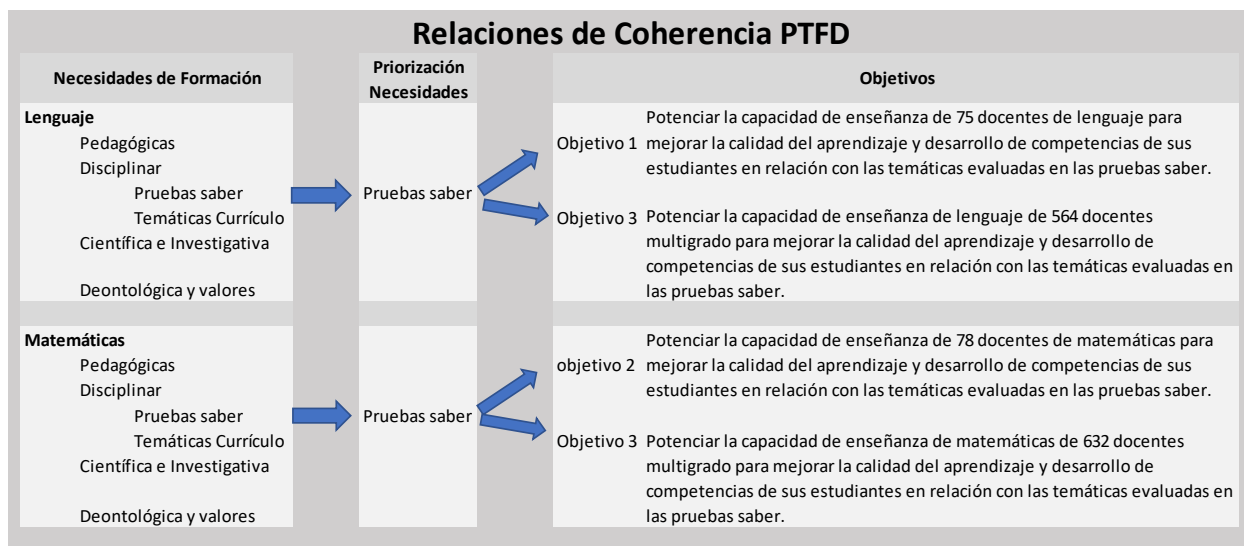 Relaciones de Coherencia PTFD
Necesidades de Formación
Priorización
Necesidades
Objetivos
Lenguaje
Pedagógicas
Disciplinar
Pruebas saber
Temáticas Currículo
Científica e Investigativa
Deontológica y valores
Pruebas saber
Objetivo 1
Potenciar la capacidad de enseñanza de 75 docentes de lenguaje para
mejorar la calidad del aprendizaje y desarrollo de competencias de sus
estudiantes en relación con las temáticas evaluadas en las pruebas saber.
Objetivo 3
Potenciar la capacidad de enseñanza de lenguaje de 564 docentes
multigrado para mejorar la calidad del aprendizaje y desarrollo de
competencias de sus estudiantes en relación con las temáticas evaluadas en
las pruebas saber.
Matemáticas
Pedagógicas
Disciplinar
Pruebas saber
Temáticas Currículo
Científica e Investigativa
Deontológica y valores
Pruebas saber
objetivo 2
Potenciar la capacidad de enseñanza de 78 docentes de matemáticas para
mejorar la calidad del aprendizaje y desarrollo de competencias de sus
estudiantes en relación con las temáticas evaluadas en las pruebas saber.
Objetivo 3
Potenciar la capacidad de enseñanza de matemáticas de 632 docentes
multigrado para mejorar la calidad del aprendizaje y desarrollo de
competencias de sus estudiantes en relación con las temáticas evaluadas en
las pruebas saber.